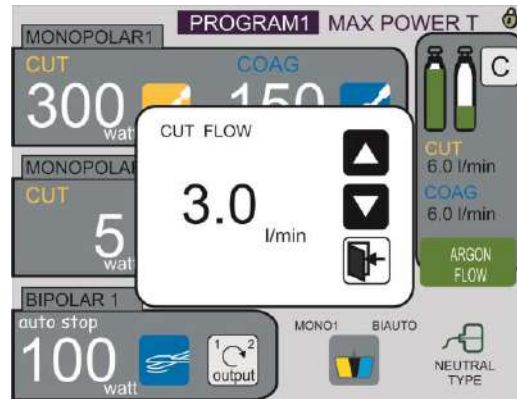 PROGRAM1 MAX POWER T
MONOPOLAR1
CUT
COAG
300
watt
150
C
CUT FLOW
3.0
l/min
CUT
6.0 l/min
COAG
6.0 l/min
ARGON
FLOW
CUT
5
BIPOLAR 1
auto stop
100
watt
1 2
output
MONO1 BIAUTO
NEUTRAL
TYPE